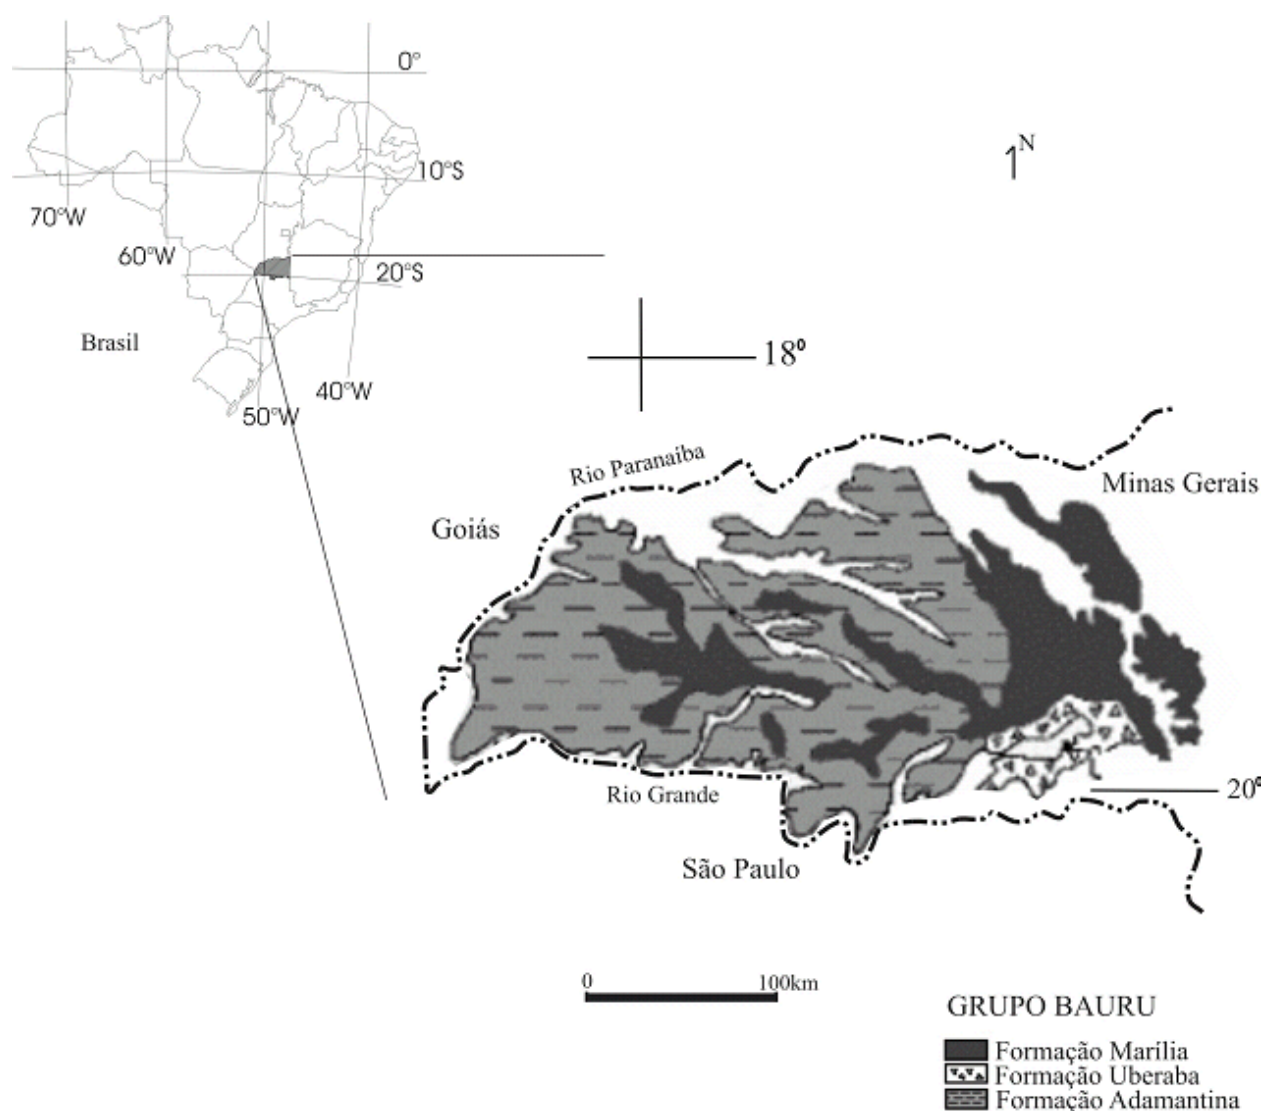 0°
N
10°S
70°W
60°W
20°S
Brasil
18°
40°W
50°W
Rio Paranaiba
Minas Gerais
Goiás
Rio Grande
20°
São Paulo
0 100km
GRUPO BAURU
Formação Marília
Formação Uberaba
Formação Adamantina